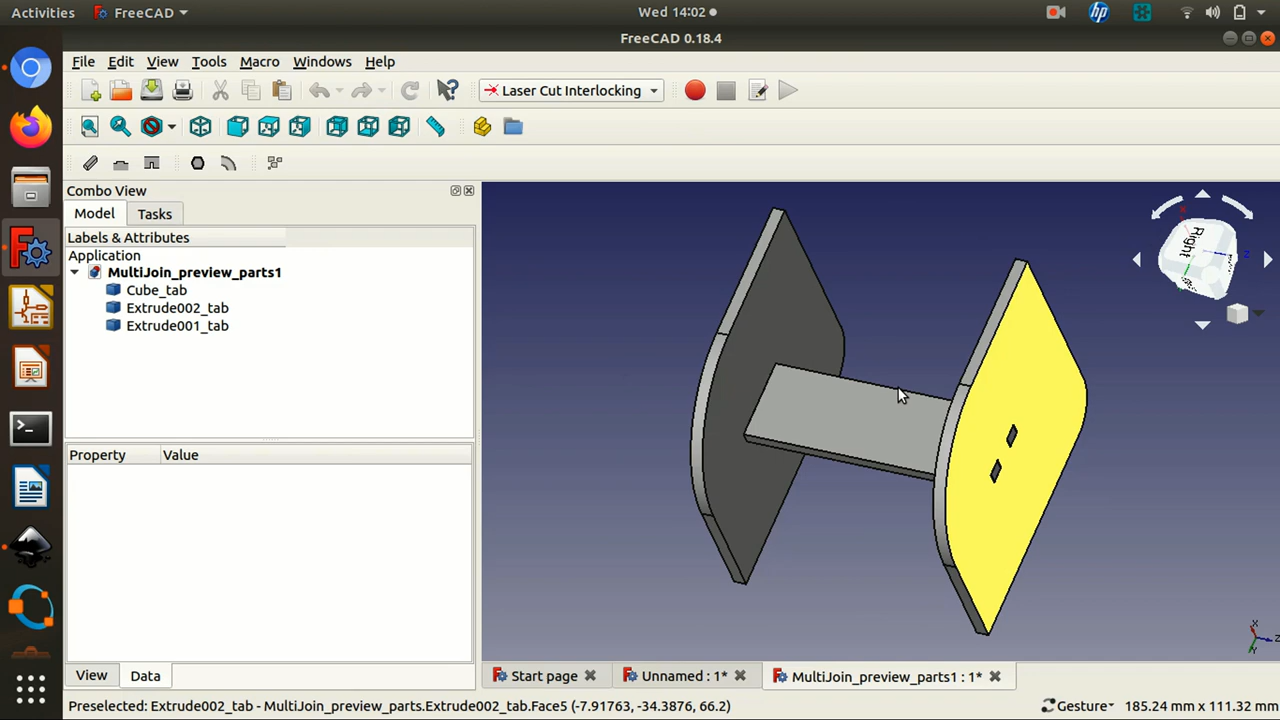 Activities
FreeCAD
Wed 14:02
FreeCAD 0.18.4
File Edit View Tools Macro Windows Help
Laser Cut Interlocking
Combo View
Model Tasks
Labels & Attributes
Application
MultiJoin_preview_parts1
Cube_tab
Extrude002_tab
Extrude001_tab
Property Value
View Data
Right
X
Z
Y
Start page
Unnamed : 1*
MultiJoin_preview_parts1 : 1*
Preselected: Extrude002_tab - MultiJoin_preview_parts.Extrude002_tab.Face5 (-7.91763, -34.3876, 66.2)
Gesture
185.24 mm x 111.32 mm